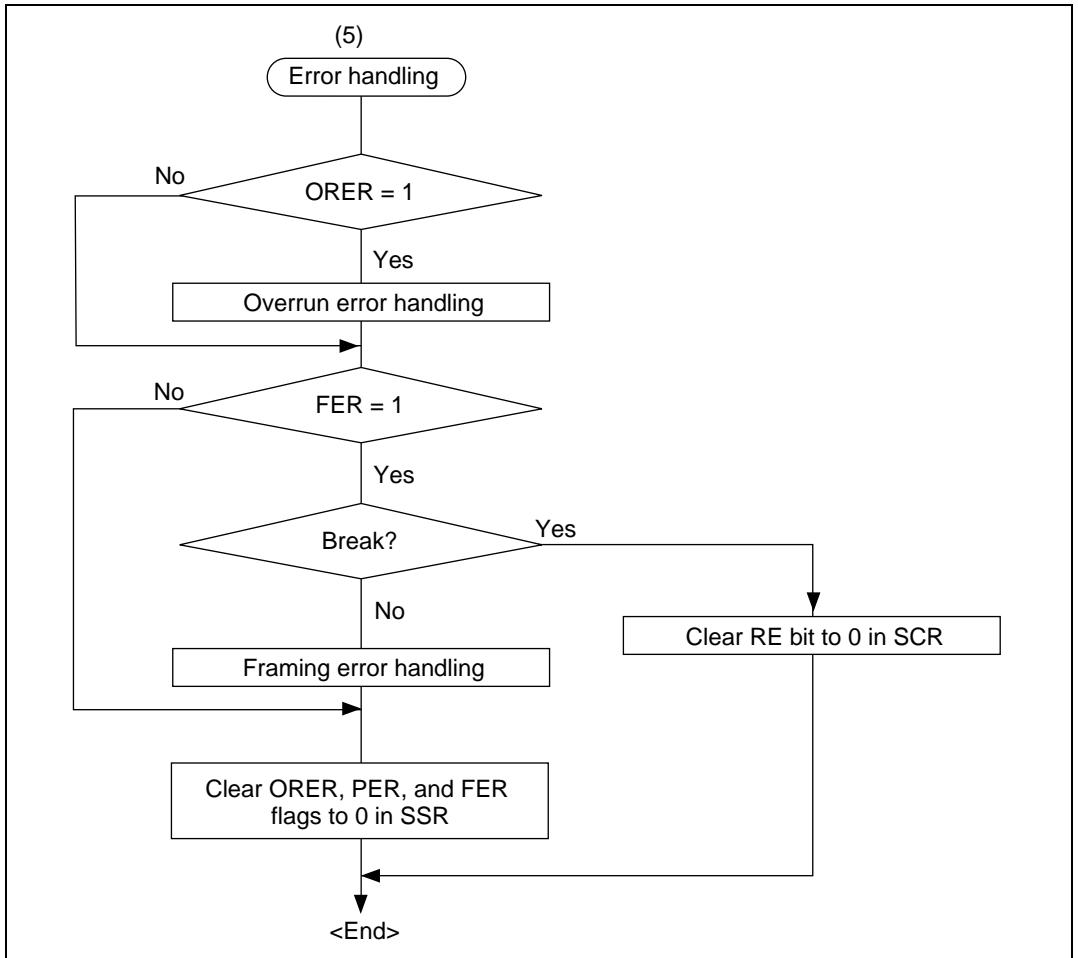 (5)
Error handling
No
ORER = 1
Yes
Overrun error handling
No
FER = 1
Yes
Break?
Yes
No
Clear RE bit to 0 in SCR
Framing error handling
Clear ORER, PER, and FER
flags to 0 in SSR
<End>